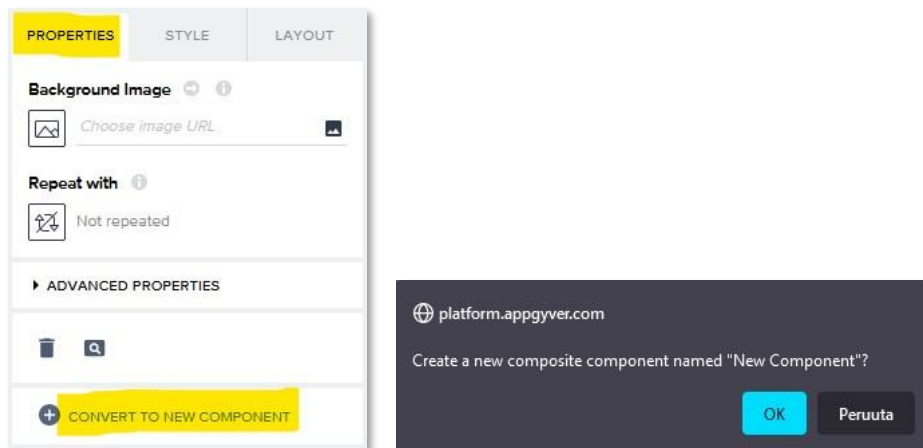 PROPERTIES STYLE LAYOUT
Background Image
Choose image URL
Repeat with
Not repeated
ADVANCED PROPERTIES
CONVERT TO NEW COMPONENT
platform.appgyver.com
Create a new composite component named "New Component"?
OK Peruuta